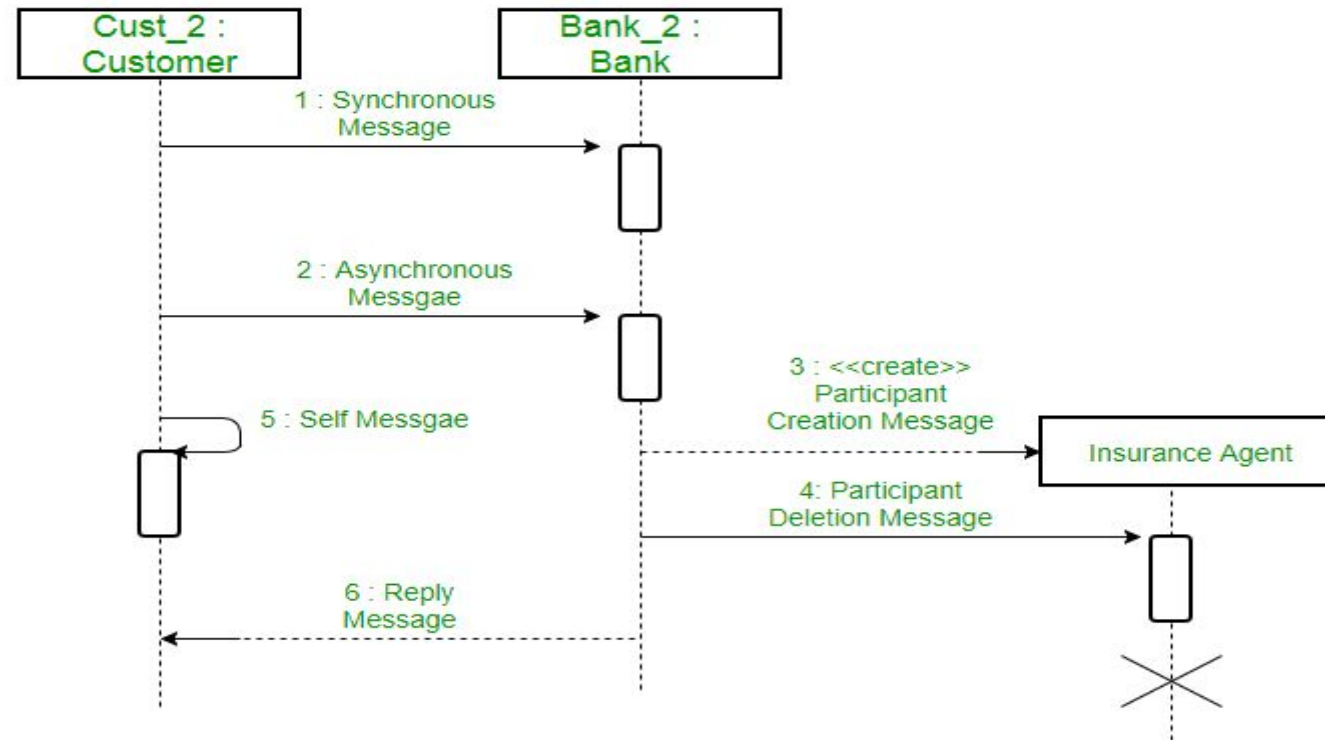 Cust_2 :
Customer
Bank_2 :
Bank
1 : Synchronous
Message
2 : Asynchronous
Messgae
3 : <<create>>
Participant
Creation Message
5 : Self Messgae
Insurance Agent
4: Participant
Deletion Message
6 : Reply
Message